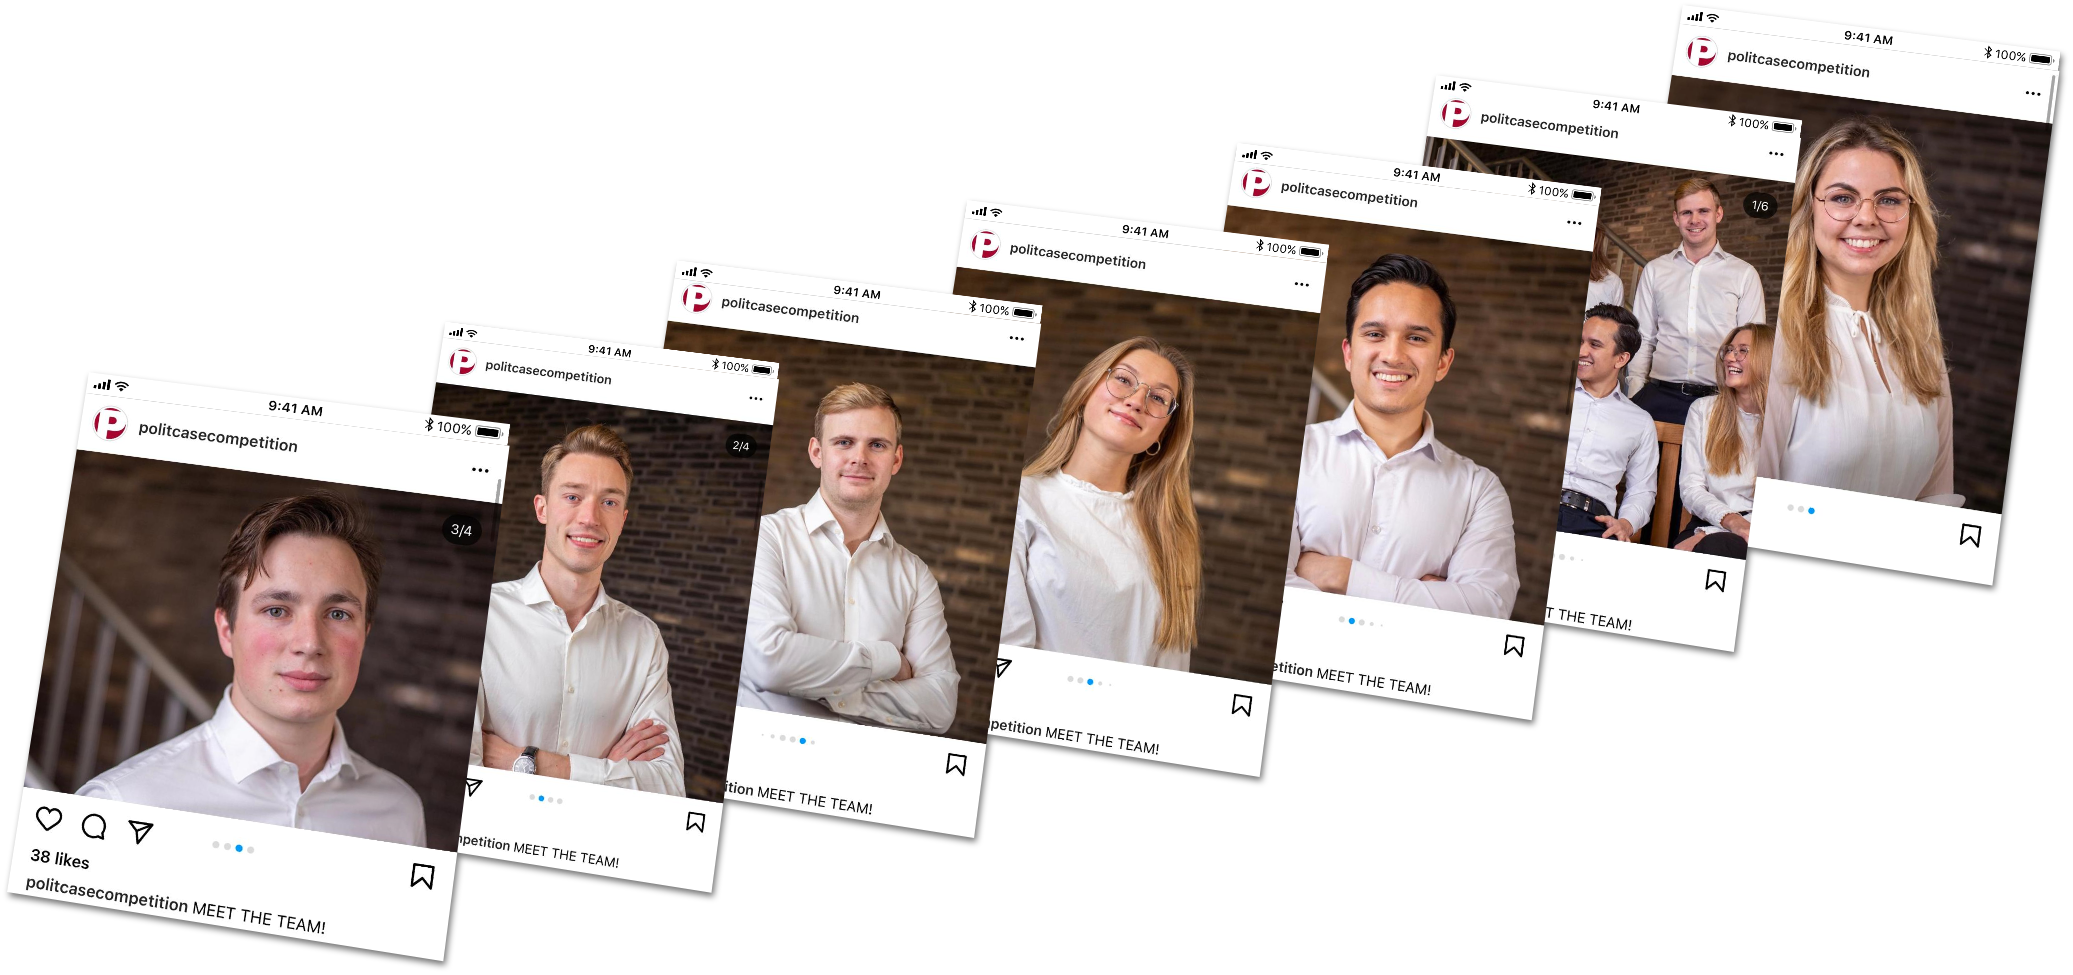 9:41 AM
100%
politcasecompetition
3/4
38 likes
politcasecompetition MEET THE TEAM!
9:41 AM
100%
politcasecompetition
2/4
mpetition MEET THE TEAM!
9:41 AM
100%
politcasecompetition
ition MEET THE TEAM!
9:41 AM
100%
politcasecompetition
petition MEET THE TEAM!
9:41 AM
100%
politcasecompetition
etition MEET THE TEAM!
9:41 AM
100%
politcasecompetition
1/6
T THE TEAM!
9:41 AM
100%
politcasecompetition